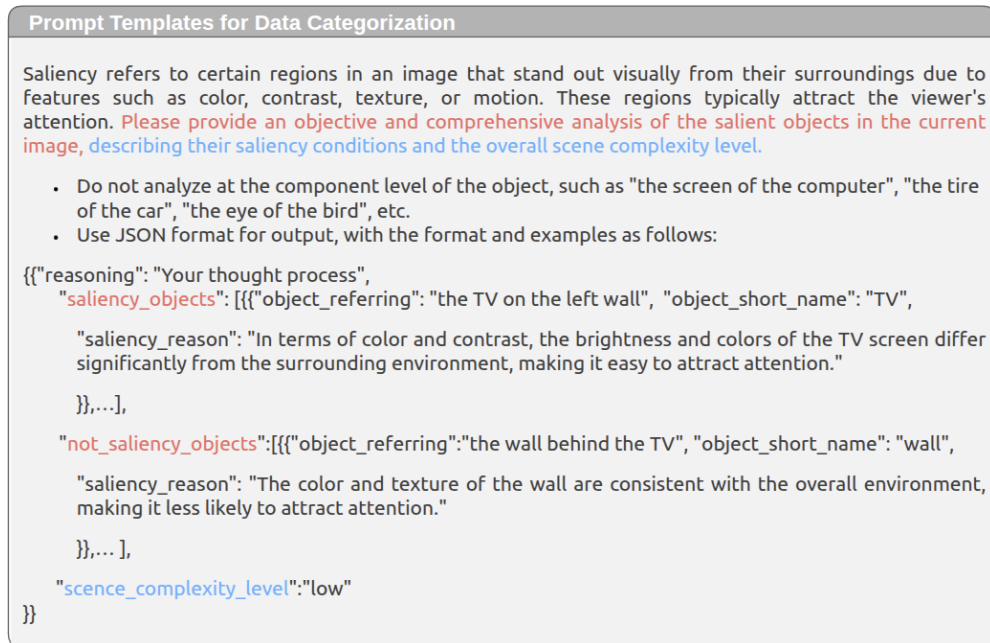 Prompt Templates for Data Categorization
Saliency refers to certain regions in an image that stand out visually from their surroundings due to
features such as color, contrast, texture, or motion. These regions typically attract the viewer's
attention. Please provide an objective and comprehensive analysis of the salient objects in the current
image, describing their saliency conditions and the overall scene complexity level.
• Do not analyze at the component level of the object, such as "the screen of the computer", "the tire
of the car", "the eye of the bird", etc.
• Use JSON format for output, with the format and examples as follows:
{{"reasoning": "Your thought process",
"saliency_objects": [{{"object_referring": "the TV on the left wall", "object_short_name": "TV",
"saliency_reason": "In terms of color and contrast, the brightness and colors of the TV screen differ
significantly from the surrounding environment, making it easy to attract attention."
}},...],
"not_saliency_objects":[{{"object_referring":"the wall behind the TV", "object_short_name": "wall",
"saliency_reason": "The color and texture of the wall are consistent with the overall environment,
making it less likely to attract attention."
}},... ],
"scence_complexity_level":"low"
}}